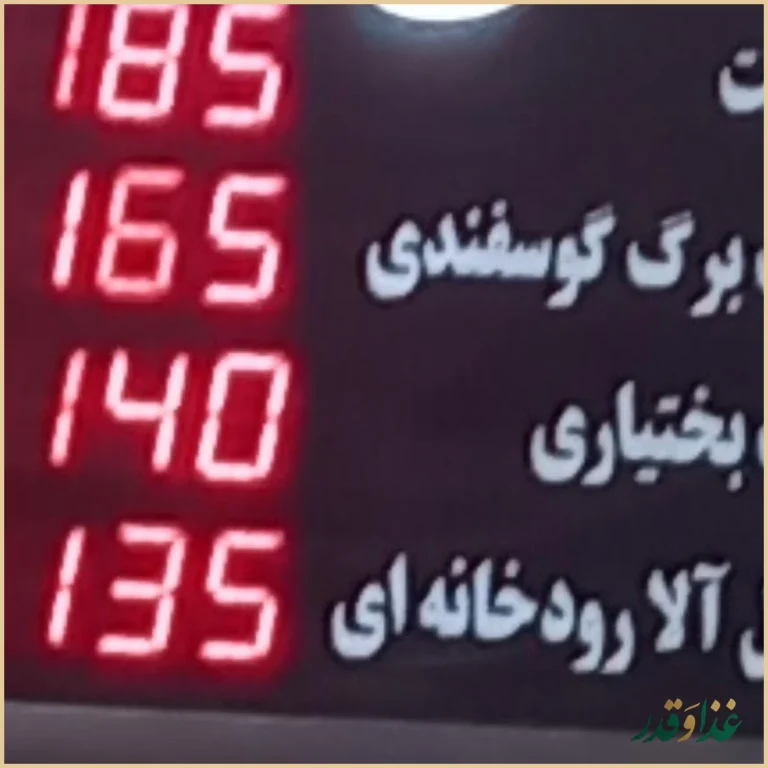 185
برگ گوسفندی 165
بختیاری 140
آلا رودخانه ای 135
غذا و قدر